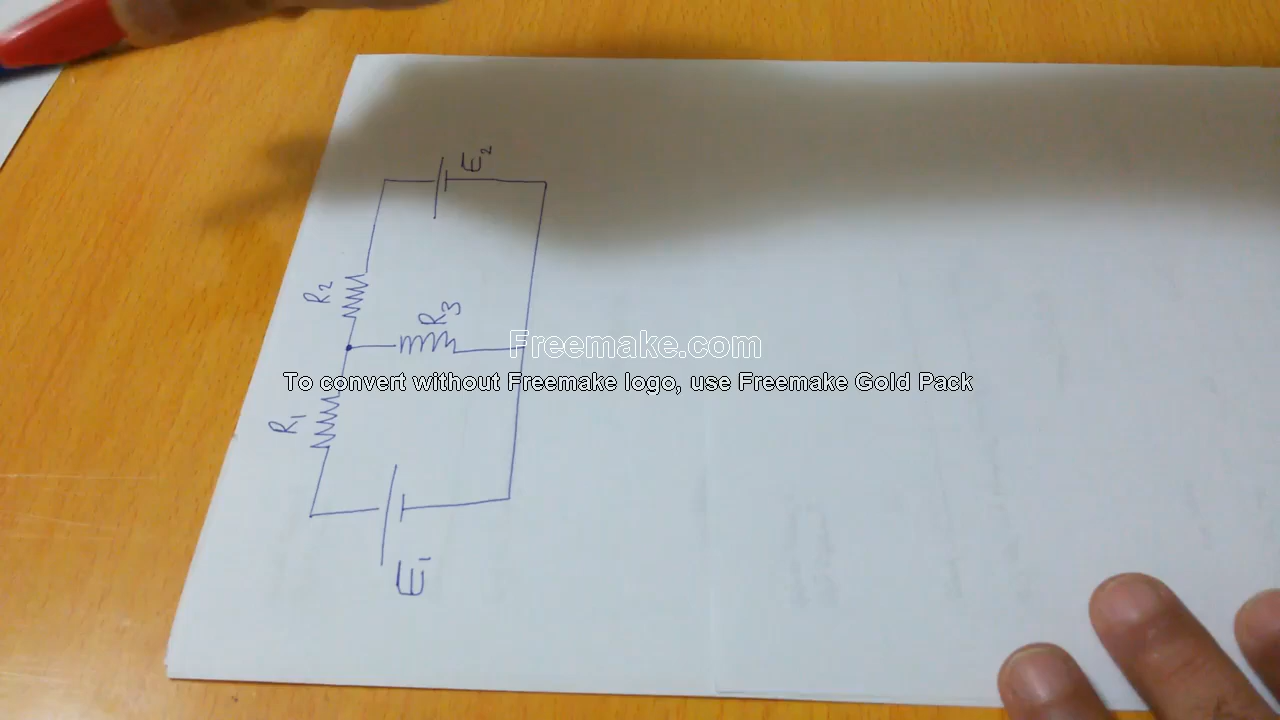 E₂
R₂
R₃
Freemake.com
To convert without Freemake logo, use Freemake Gold Pack
R₁
E₁